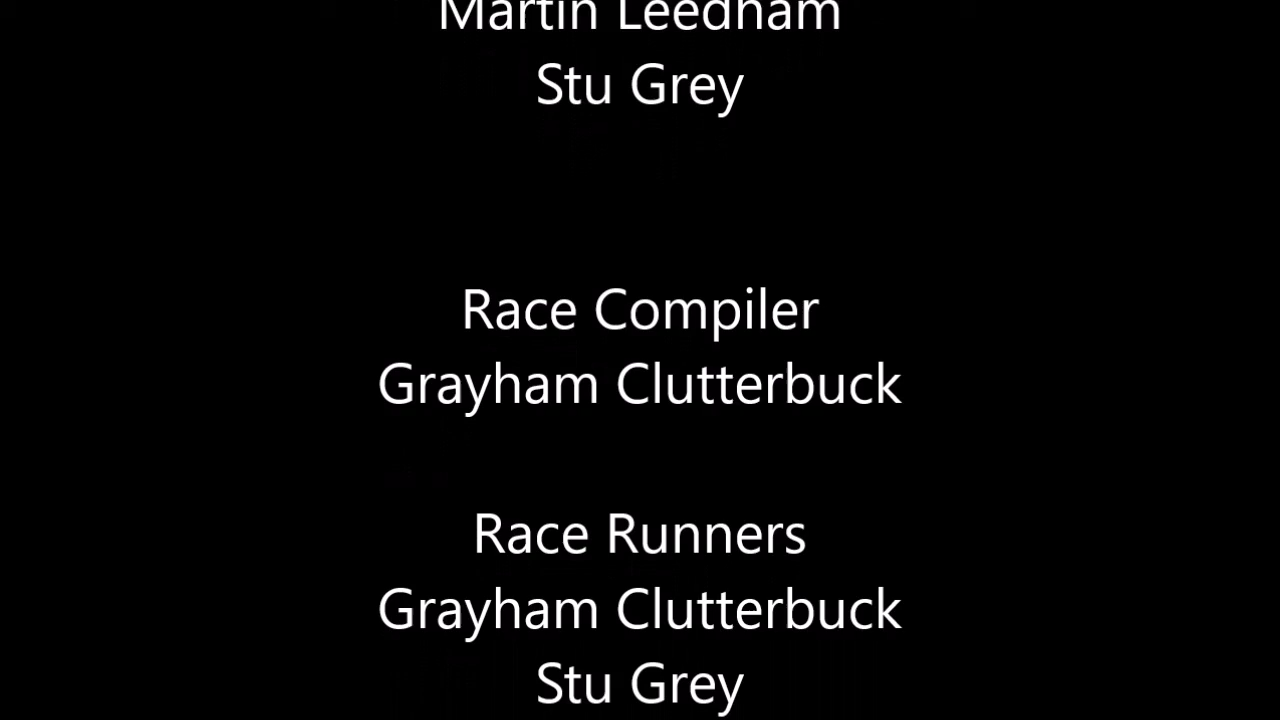 Martin Leedham
Stu Grey
Race Compiler
Grayham Clutterbuck
Race Runners
Grayham Clutterbuck
Stu Grey